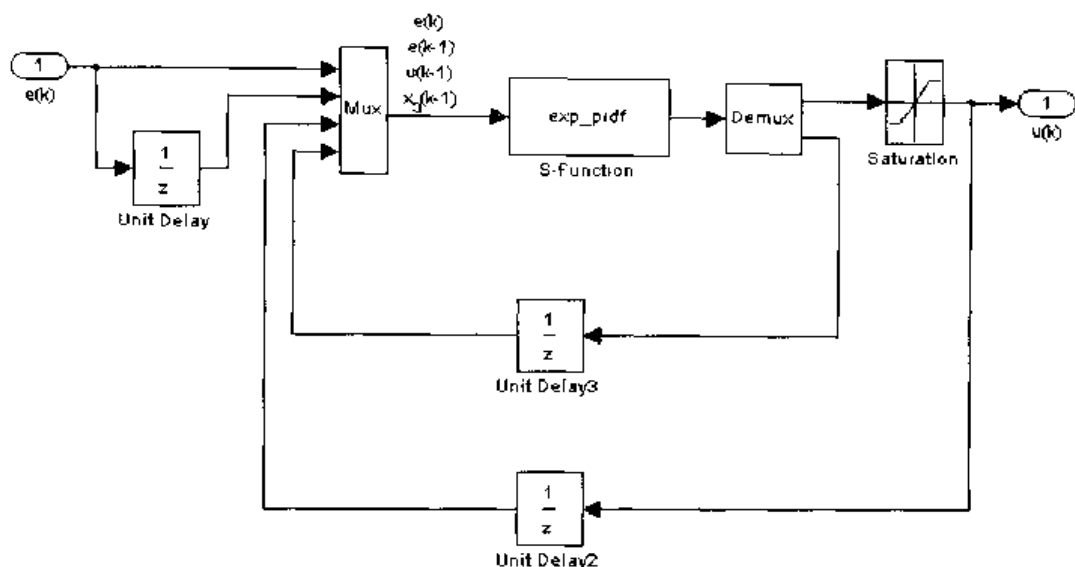 e(k)
e(k-1)
u(k-1)
x_j(k-1)
1
e(k)
Mux
exp_pidf
S-Function
Demux
Saturation
1
u(k)
1
z
Unit Delay
1
z
Unit Delay3
1
z
Unit Delay2